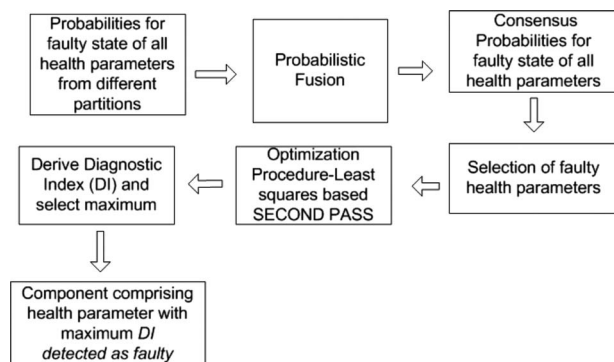 Probabilities for
faulty state of all
health parameters
from different
partitions
Probabilistic
Fusion
Consensus
Probabilities for
faulty state of all
health parameters
Selection of faulty
health parameters
Optimization
Procedure-Least
squares based
SECOND PASS
Derive Diagnostic
Index (DI) and
select maximum
Component comprising
health parameter with
maximum DI
detected as faulty